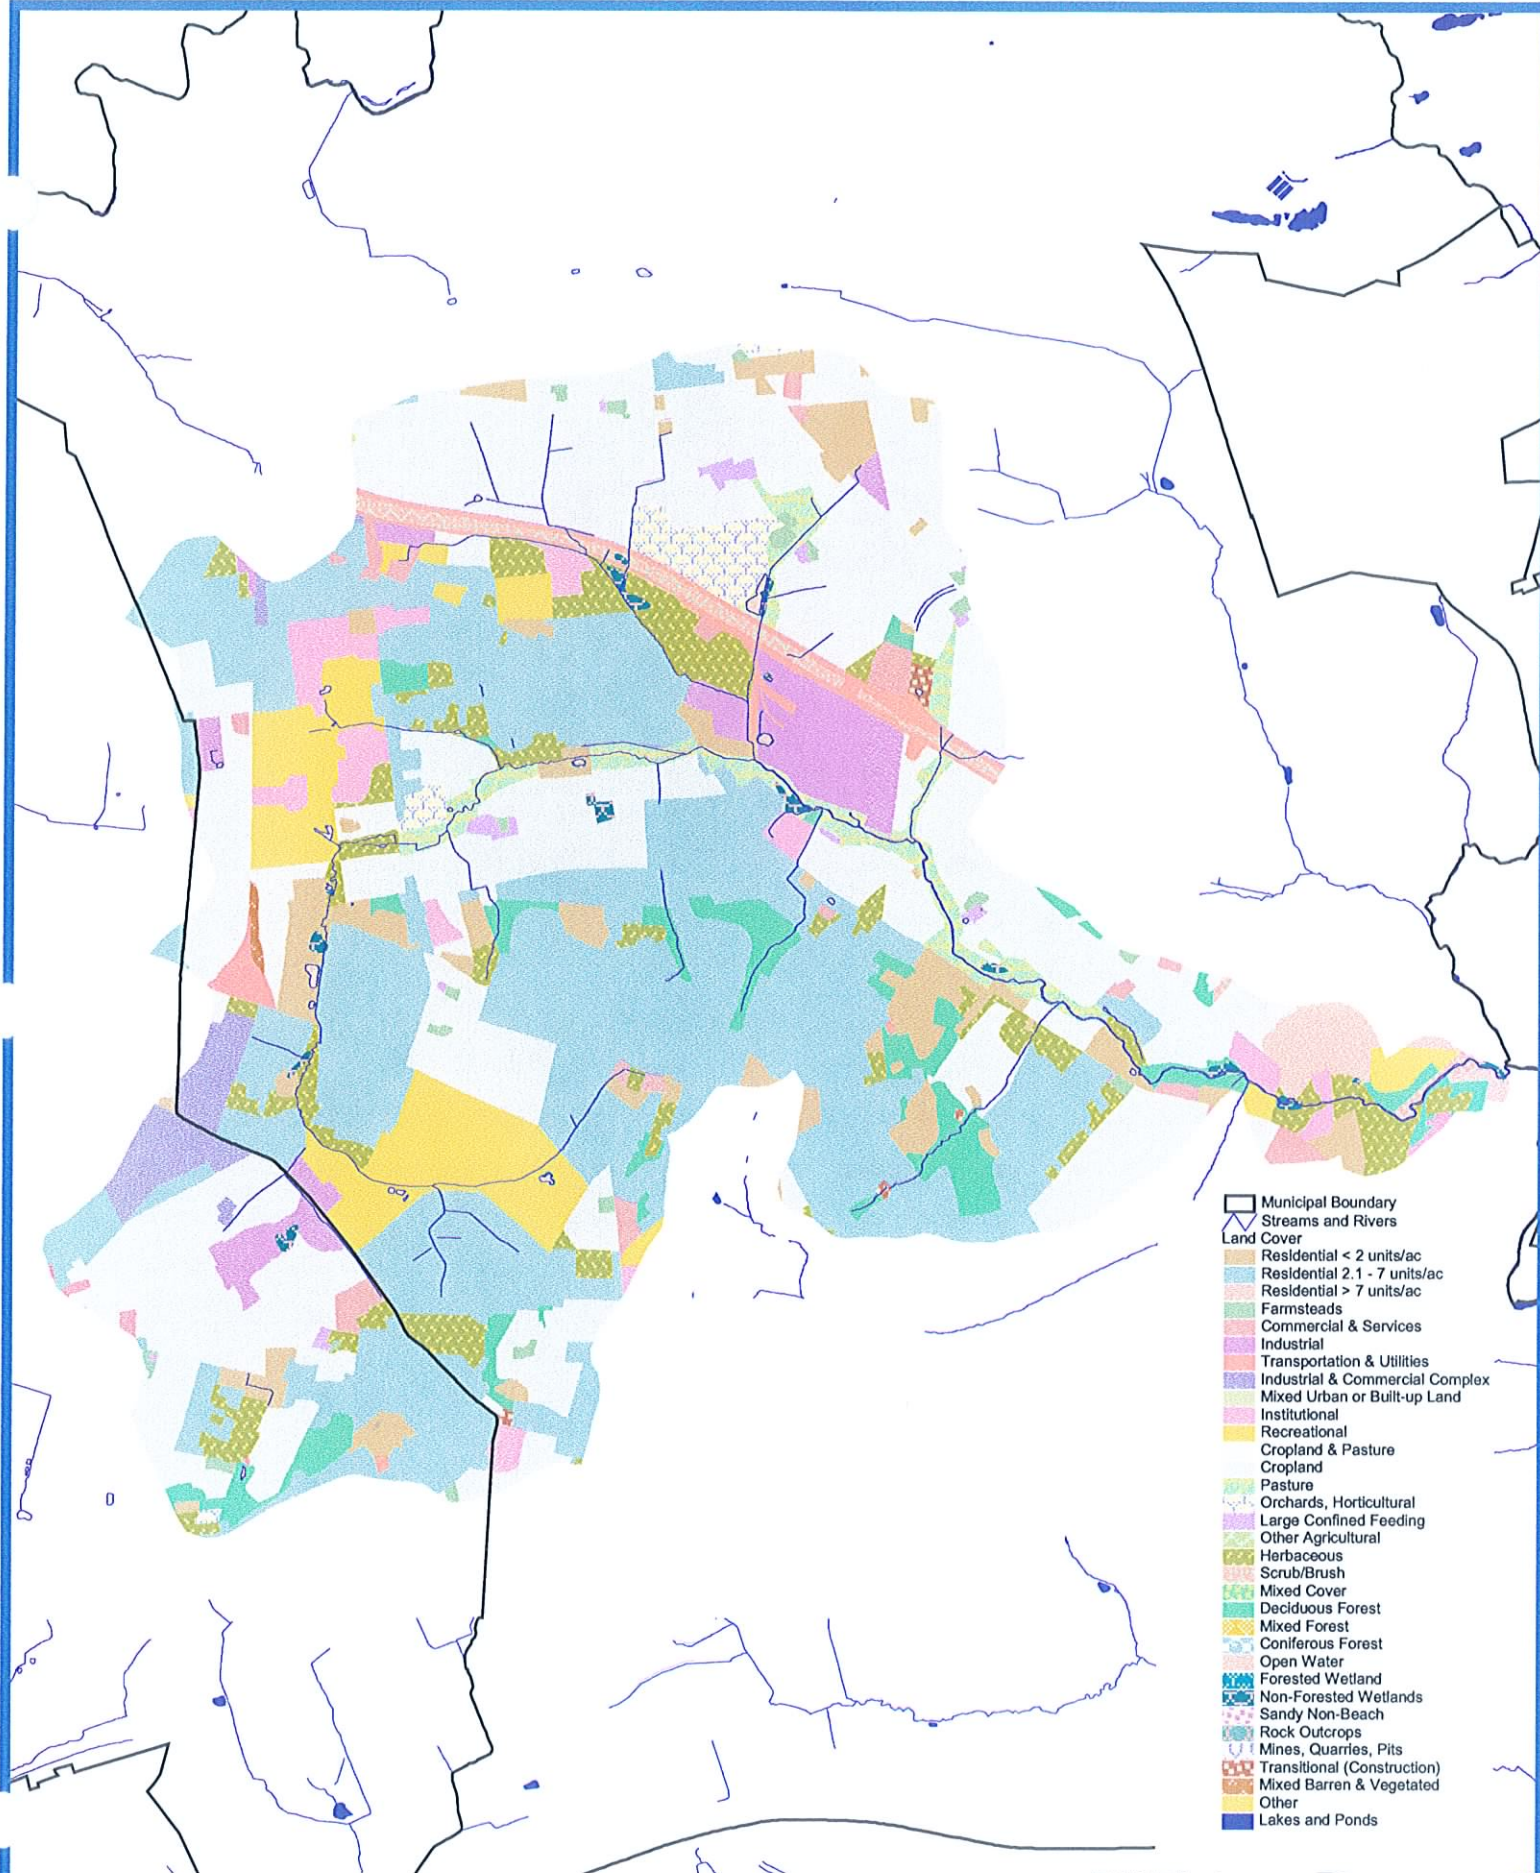 Municipal Boundary
Streams and Rivers
Land Cover
Residential < 2 units/ac
Residential 2.1 - 7 units/ac
Residential > 7 units/ac
Farmsteads
Commercial & Services
Industrial
Transportation & Utilities
Industrial & Commercial Complex
Mixed Urban or Built-up Land
Institutional
Recreational
Cropland & Pasture
Cropland
Pasture
Orchards, Horticultural
Large Confined Feeding
Other Agricultural
Herbaceous
Scrub/Brush
Mixed Cover
Deciduous Forest
Mixed Forest
Coniferous Forest
Open Water
Forested Wetland
Non-Forested Wetlands
Sandy Non-Beach
Rock Outcrops
Mines, Quarries, Pits
Transitional (Construction)
Mixed Barren & Vegetated
Other
Lakes and Ponds